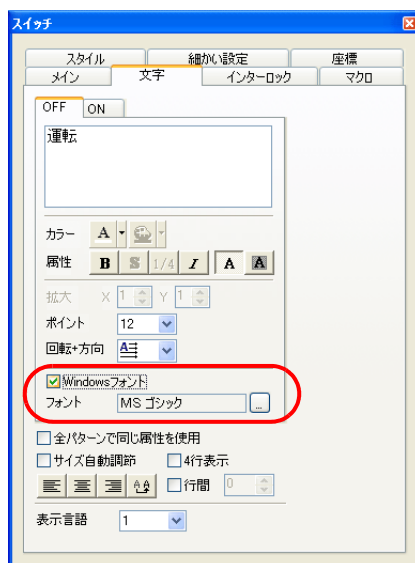 スイッチ
スタイル 細かい設定 座標
メイン 文字 インターロック マクロ
OFF ON
運転
カラー A
属性 B S 1/4 I A A
拡大 X 1 Y 1
ポイント 12
回転+方向 A
Windowsフォント
フォント MS ゴシック ...
全パターンで同じ属性を使用
サイズ自動調節 4行表示
行間 0
表示言語 1